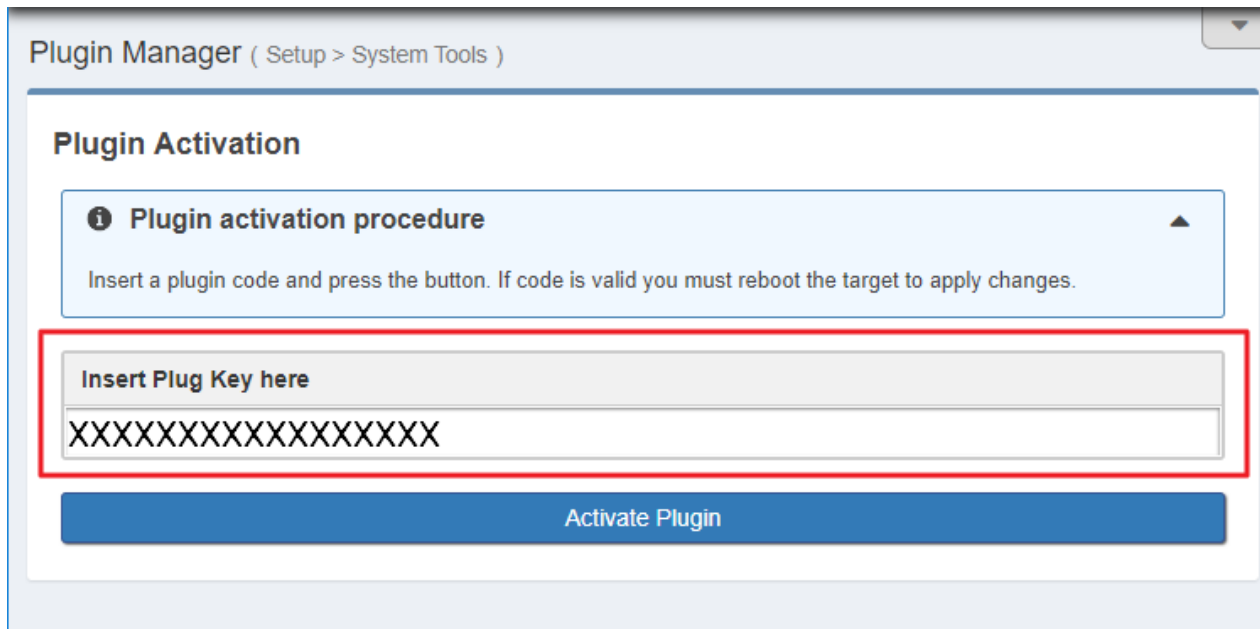 Plugin Manager ( Setup > System Tools )
Plugin Activation
Plugin activation procedure
Insert a plugin code and press the button. If code is valid you must reboot the target to apply changes.
Insert Plug Key here
XXXXXXXXXXXXXXXXX
Activate Plugin